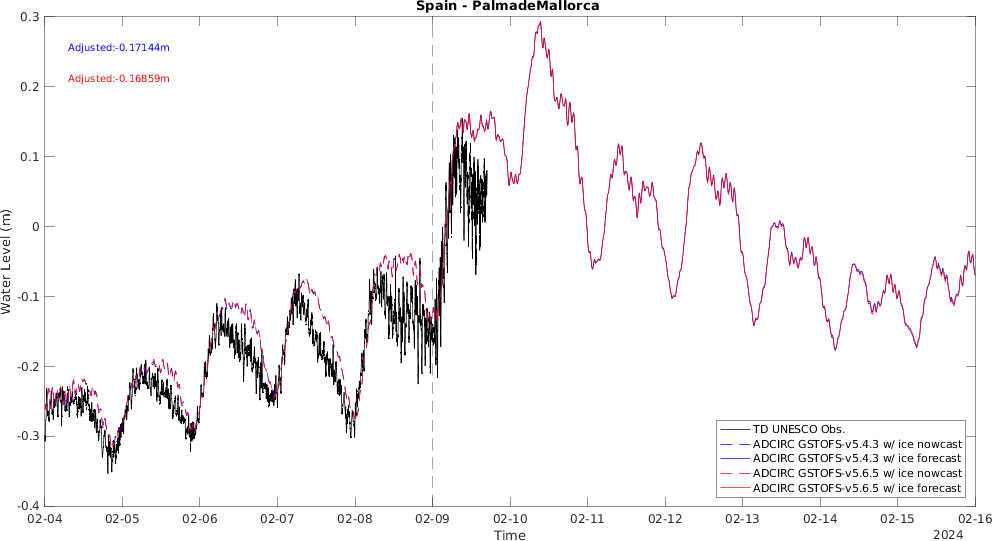 Spain - PalmadeMallorca
Adjusted:-0.17144m
Adjusted:-0.16859m
Water Level (m)
0.3
0.2
0.1
0
-0.1
-0.2
-0.3
-0.4
TD UNESCO Obs.
ADCIRC GSTOFS-v5.4.3 w/ ice nowcast
ADCIRC GSTOFS-v5.4.3 w/ ice forecast
ADCIRC GSTOFS-v5.6.5 w/ ice nowcast
ADCIRC GSTOFS-v5.6.5 w/ ice forecast
02-04 02-05 02-06 02-07 02-08 02-09 02-10 02-11 02-12 02-13 02-14 02-15 02-16
Time
2024